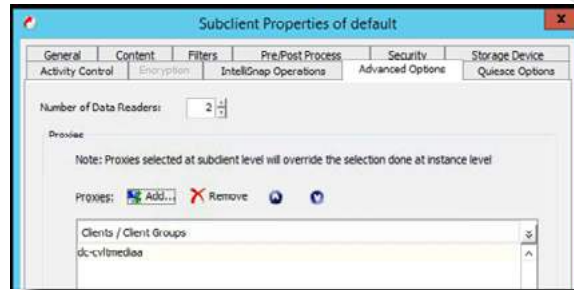 Subclient Properties of default
x
General Content Filters Pre/Post Process Security Storage Device
Activity Control Encryption IntelliSnap Operations Advanced Options Quiesce Options
Number of Data Readers: 2
Proxies
Note: Proxies selected at subclient level will override the selection done at instance level
Proxies: Add... Remove
Clients / Client Groups
dc-cvltmediaa